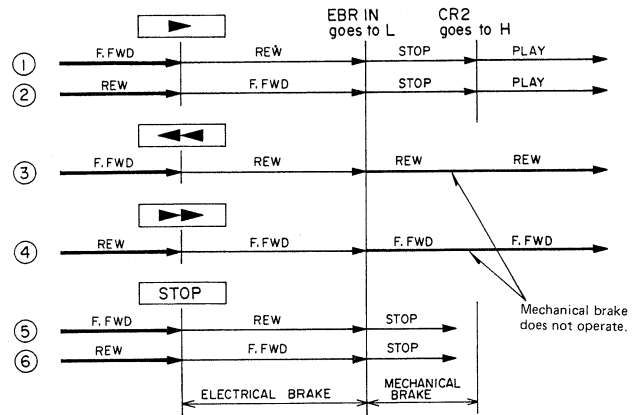 EBR IN
goes to L
CR2
goes to H
F. FWD REW STOP PLAY
1
REW F. FWD STOP PLAY
2
F. FWD REW REW REW
3
REW F. FWD F. FWD F. FWD
4
STOP
F. FWD REW STOP
5
REW F. FWD STOP
6
Mechanical brake
does not operate.
ELECTRICAL BRAKE
MECHANICAL
BRAKE